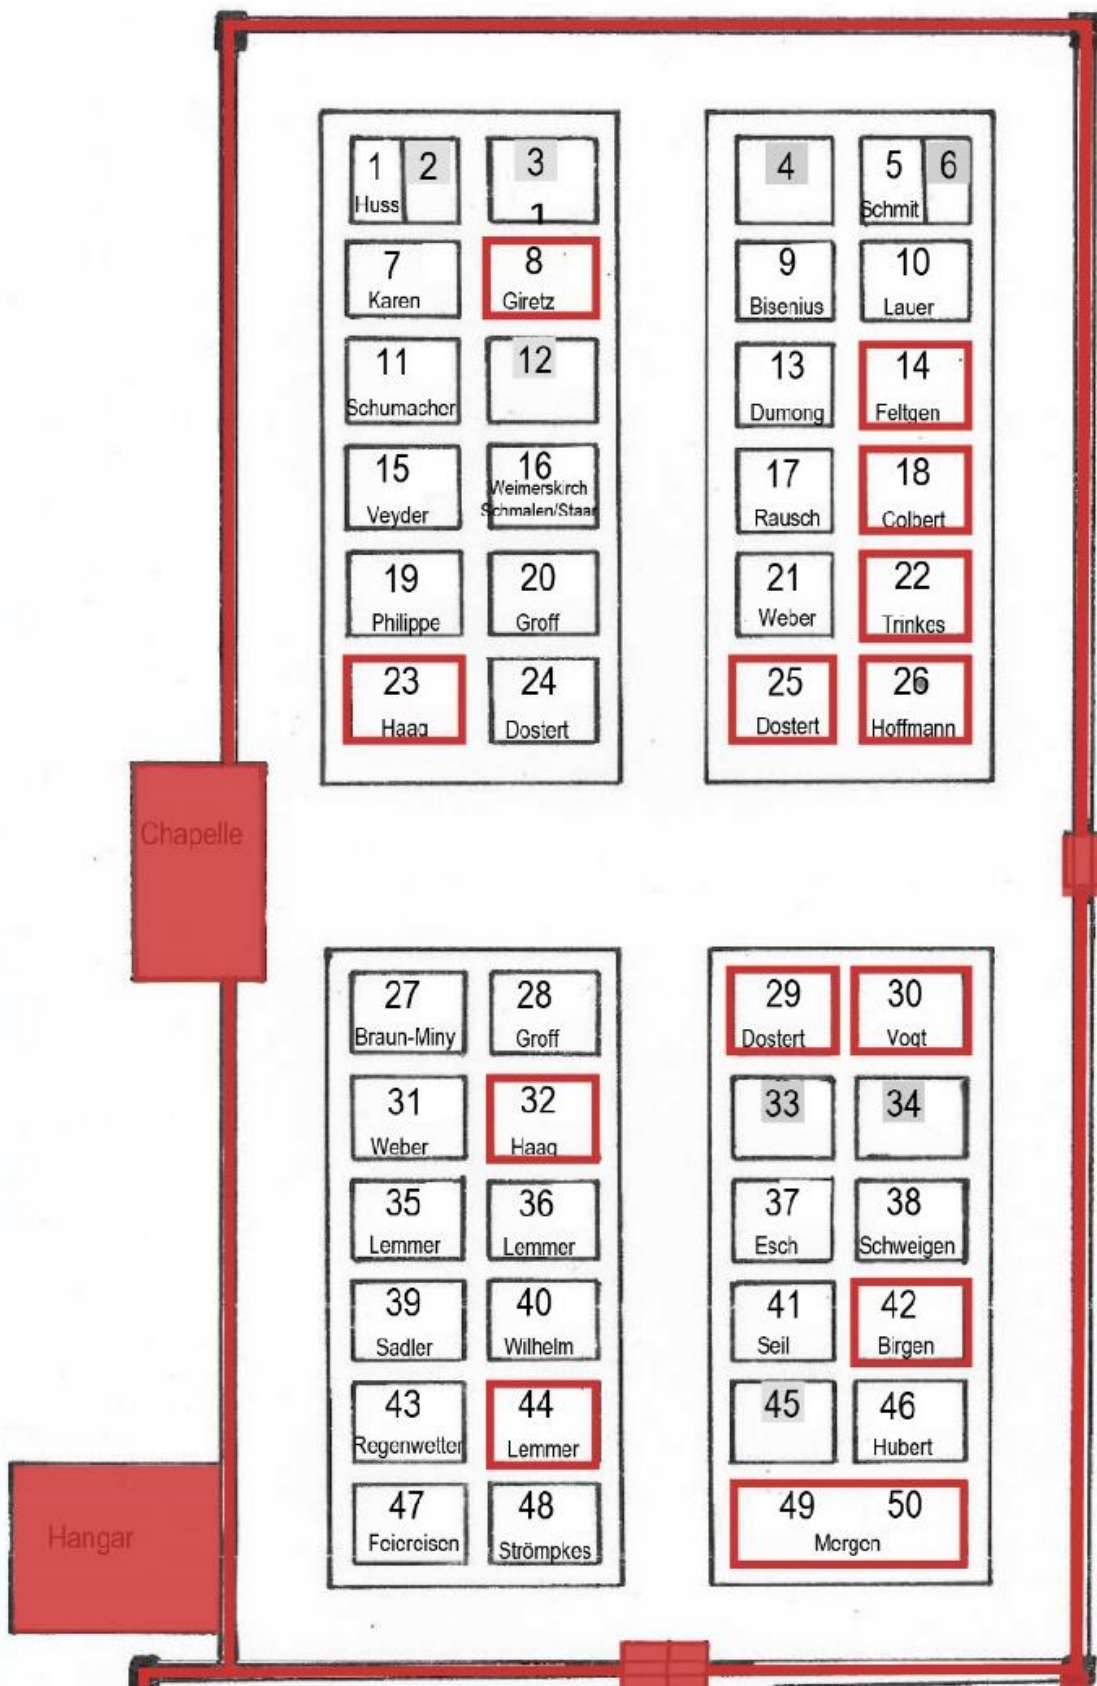 1 2 3 4 5 6
Huss Schmit
1
7 8 9 10
Karen Giretz Bisenius Lauer
11 12 13 14
Schumacher Dumong Feltgen
15 16 17 18
Veyder Weimerskirch Rausch Colbert
Schmalen/Staar
19 20 21 22
Philippe Groff Weber Trinkes
23 24 25 26
Haag Dostert Dostert Hoffmann
Chapelle
27 28 29 30
Braun-Miny Groff Dostert Vogt
31 32 33 34
Weber Haag
35 36 37 38
Lemmer Lemmer Esch Schweigen
39 40 41 42
Sadler Wilhelm Seil Birgen
43 44 45 46
Regenwetter Lemmer Hubert
47 48 49 50
Feiereisen Strömpkes Mergen
Hangar